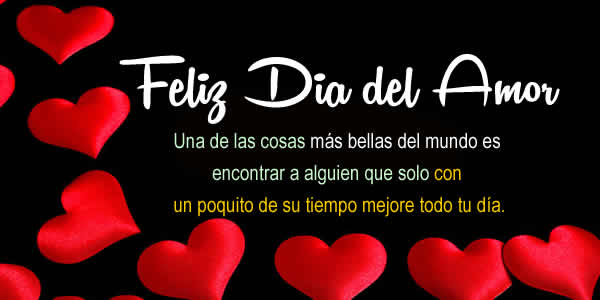 Feliz Dia del Amor
Una de las cosas más bellas del mundo es
encontrar a alguien que solo con
un poquito de su tiempo mejore todo tu día.